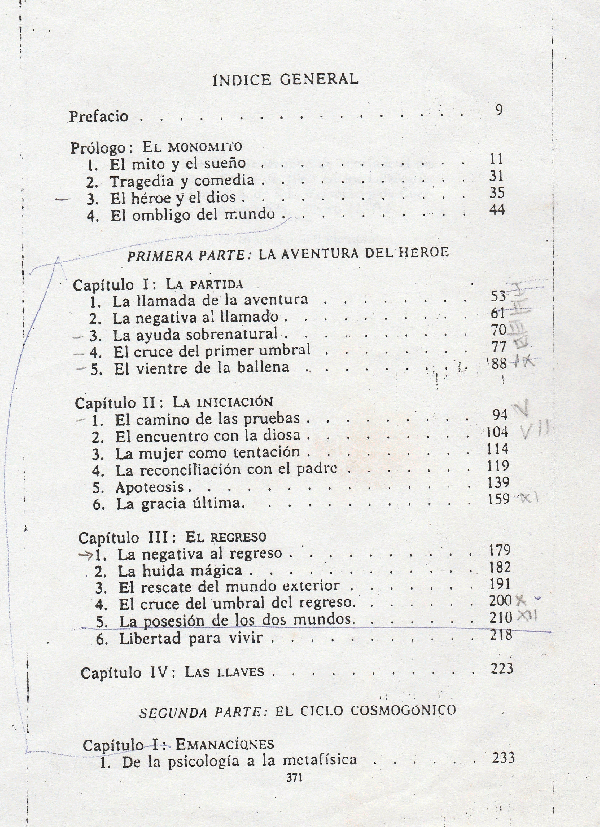 ÍNDICE GENERAL
Prefacio . . . . . . . . . . . . . . . . . 9
Prólogo: EL MONOMITO
1. El mito y el sueño . . . . . . . . . . . 11
2. Tragedia y comedia . . . . . . . . . . . 31
3. El héroe y el dios . . . . . . . . . . . . 35
4. El ombligo del mundo . . . . . . . . . . 44
PRIMERA PARTE: LA AVENTURA DEL HÉROE
Capítulo I: LA PARTIDA
1. La llamada de la aventura . . . . . . . . 53
2. La negativa al llamado . . . . . . . . . . 61
3. La ayuda sobrenatural . . . . . . . . . . 70
4. El cruce del primer umbral . . . . . . . . 77
5. El vientre de la ballena . . . . . . . . . 88
Capítulo II: LA INICIACIÓN
1. El camino de las pruebas . . . . . . . . . 94 V
2. El encuentro con la diosa . . . . . . . . 104 VII
3. La mujer como tentación . . . . . . . . . 114
4. La reconciliación con el padre . . . . . . . 119
5. Apoteosis . . . . . . . . . . . . . . 139
6. La gracia última . . . . . . . . . . . . 159 XI
Capítulo III: EL REGRESO
1. La negativa al regreso . . . . . . . . . . 179
2. La huida mágica . . . . . . . . . . . . 182
3. El rescate del mundo exterior . . . . . . . 191
4. El cruce del umbral del regreso . . . . . . . 200 X
5. La posesión de los dos mundos . . . . . . . 210 XII
6. Libertad para vivir . . . . . . . . . . . 218
Capítulo IV: LAS LLAVES . . . . . . . . . . . 223
SEGUNDA PARTE: EL CICLO COSMOGÓNICO
Capítulo I: EMANACIONES
1. De la psicología a la metafísica . . . . . . 233
371